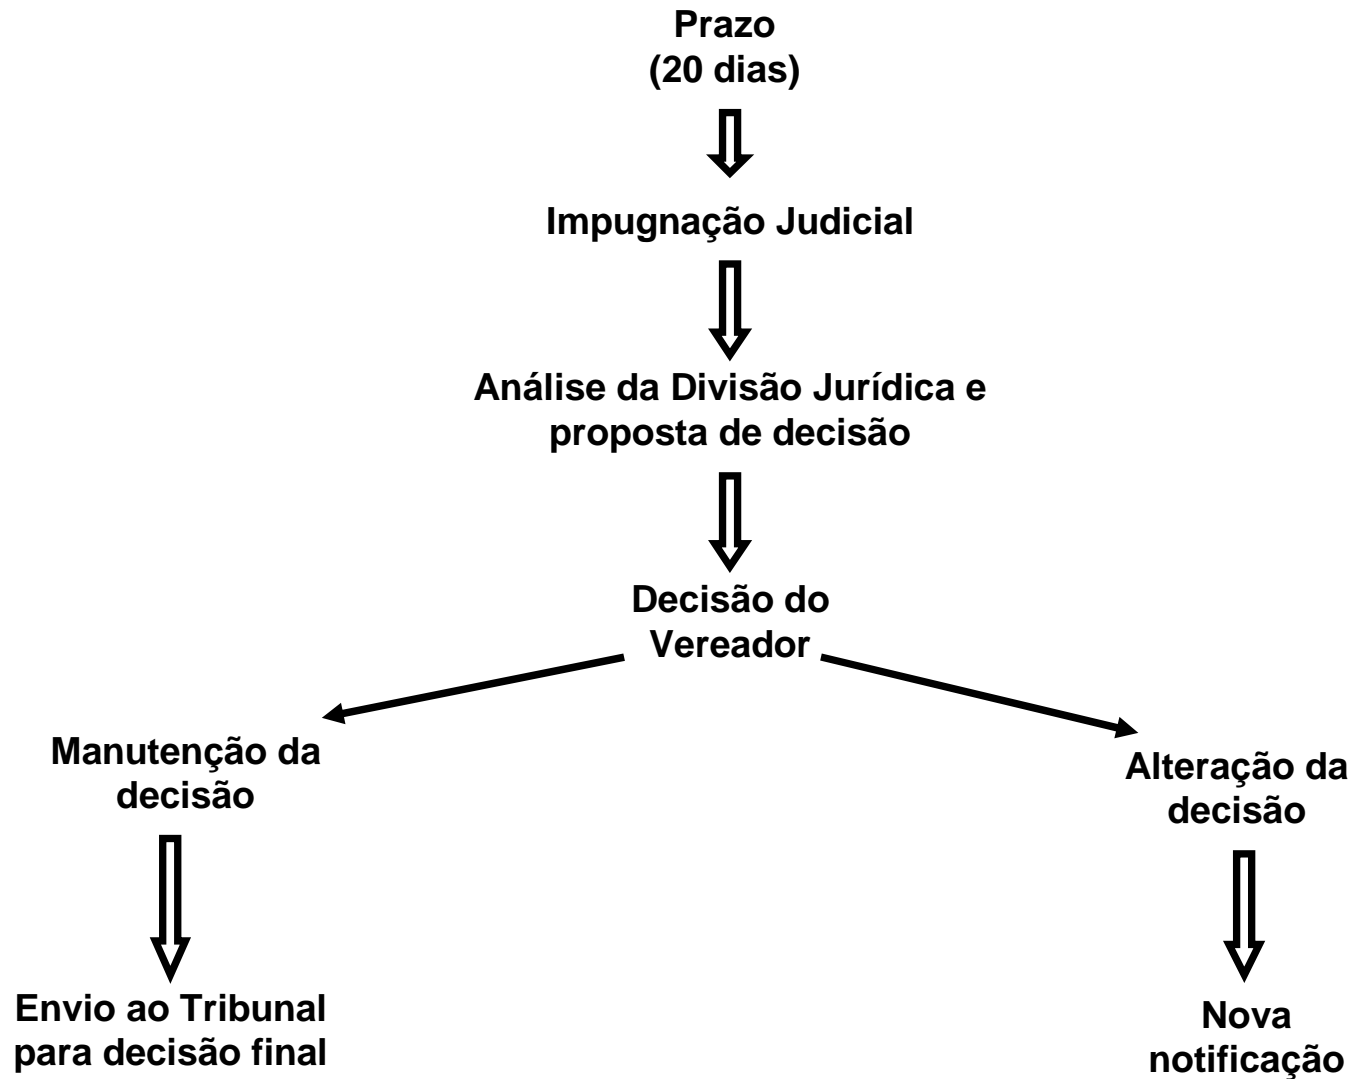 Prazo
(20 dias)
Impugnação Judicial
Análise da Divisão Jurídica e
proposta de decisão
Decisão do
Vereador
Manutenção da
decisão
Alteração da
decisão
Envio ao Tribunal
para decisão final
Nova
notificação